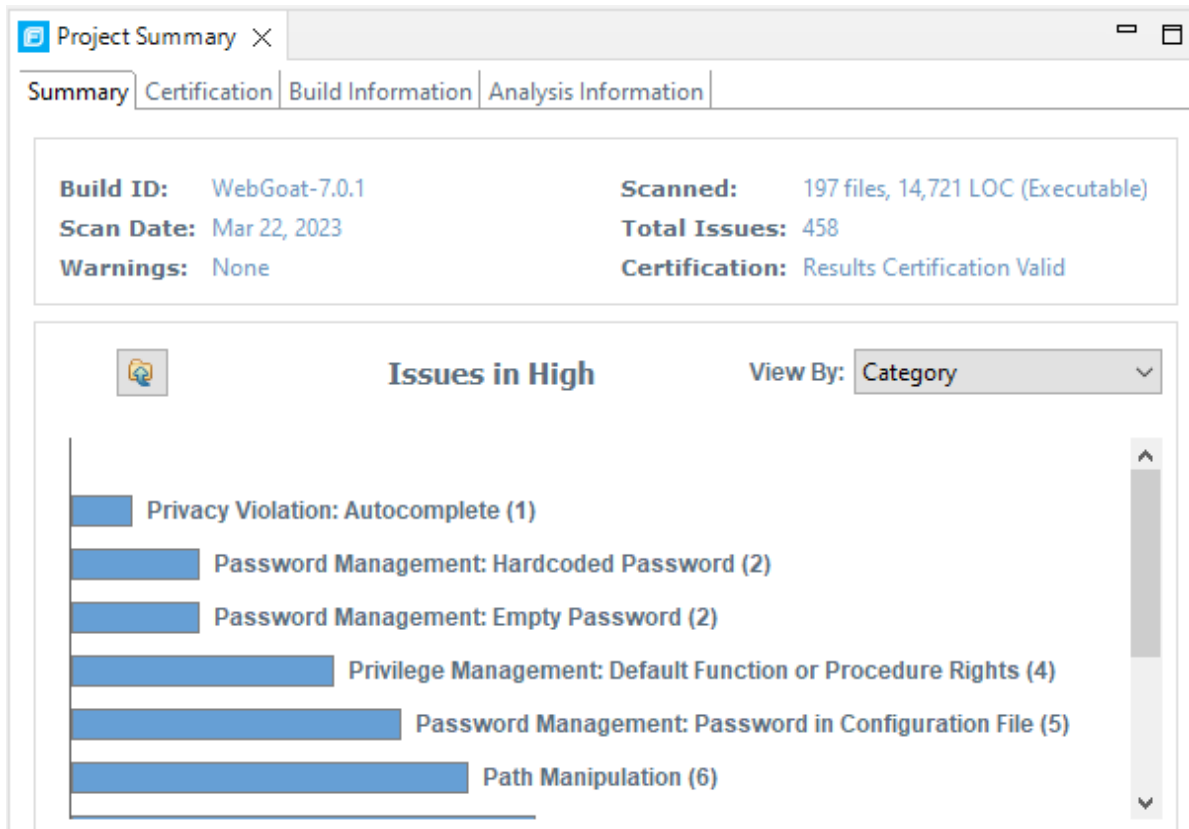 Project Summary
Summary Certification Build Information Analysis Information
Build ID: WebGoat-7.0.1 Scanned: 197 files, 14,721 LOC (Executable)
Scan Date: Mar 22, 2023 Total Issues: 458
Warnings: None Certification: Results Certification Valid
Issues in High View By: Category
Privacy Violation: Autocomplete (1)
Password Management: Hardcoded Password (2)
Password Management: Empty Password (2)
Privilege Management: Default Function or Procedure Rights (4)
Password Management: Password in Configuration File (5)
Path Manipulation (6)